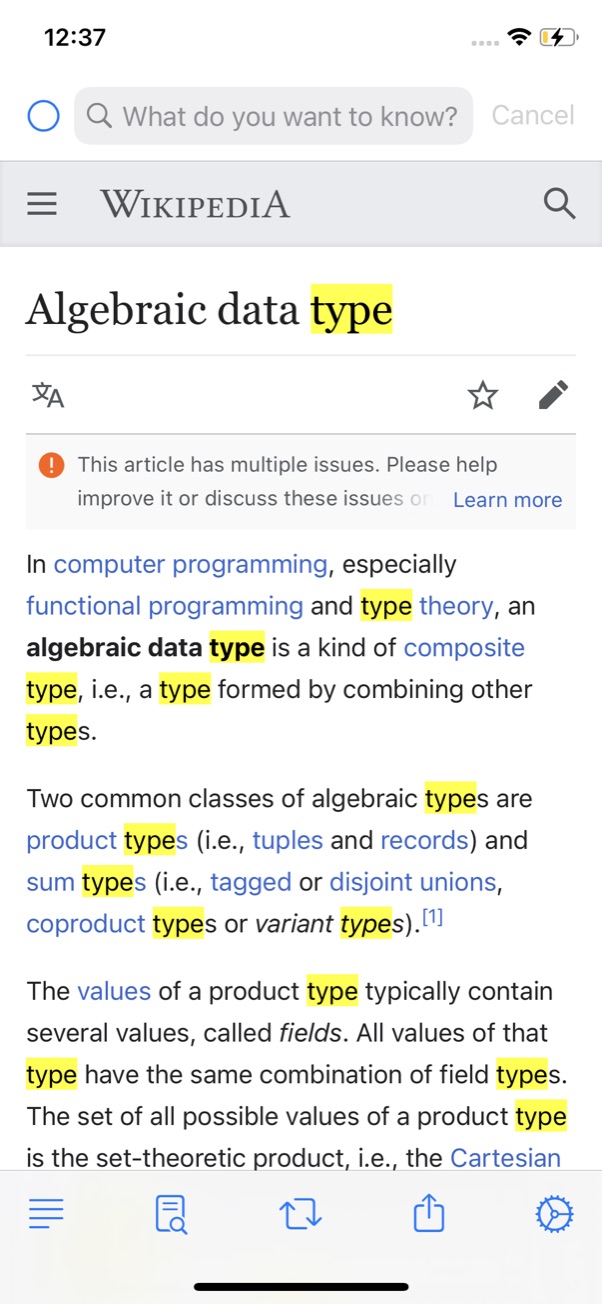 12:37
What do you want to know?
Cancel
WIKIPEDIA
Algebraic data type
文A
This article has multiple issues. Please help
improve it or discuss these issues on
Learn more
In computer programming, especially
functional programming and type theory, an
algebraic data type is a kind of composite
type, i.e., a type formed by combining other
types.
Two common classes of algebraic types are
product types (i.e., tuples and records) and
sum types (i.e., tagged or disjoint unions,
coproduct types or variant types).[1]
The values of a product type typically contain
several values, called fields. All values of that
type have the same combination of field types.
The set of all possible values of a product type
is the set-theoretic product, i.e., the Cartesian